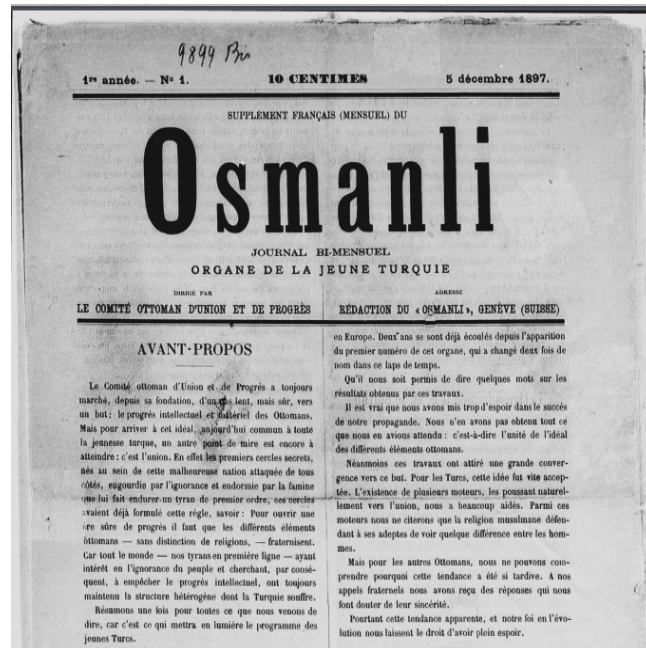 9899 Bis
1re année. — No 1.
10 CENTIMES
5 décembre 1897.
SUPPLÉMENT FRANÇAIS (MENSUEL) DU
Osmanli
JOURNAL BI-MENSUEL
ORGANE DE LA JEUNE TURQUIE
DIRIGÉ PAR
LE COMITÉ OTTOMAN D'UNION ET DE PROGRÈS
ADRESSE
RÉDACTION DU «OSMANLI», GENÈVE (SUISSE)
AVANT-PROPOS
Le Comité ottoman d'Union et de Progrès a toujours
marché, depuis sa fondation, d'un pas lent, mais sûr, vers
un but: le progrès intellectuel et matériel des Ottomans.
Mais pour arriver à cet idéal, aujourd'hui commun à toute
la jeunesse turque, un autre point de mire est encore à
atteindre: c'est l'union. En effet les premiers cercles secrets,
nés au sein de cette malheureuse nation attaquée de tous
côtés, engourdie par l'ignorance et endormie par la famine
que lui fait endurer un tyran de premier ordre, ces cercles
avaient déjà formulé cette règle, savoir: Pour ouvrir une
ère sûre de progrès il faut que les différents éléments
ottomans — sans distinction de religions, — fraternisent.
Car tout le monde — nos tyrans en première ligne — ayant
intérêt en l'ignorance du peuple et cherchant, par consé-
quent, à empêcher le progrès intellectuel, ont toujours
maintenu la structure hétérogène dont la Turquie souffre.
Résumons une lois pour toutes ce que nous venons de
dire, car c'est ce qui mettra en lumière le programme des
jeunes Turcs.
en Europe. Deux ans se sont déjà écoulés depuis l'apparition
du premier numéro de cet organe, qui a changé deux fois de
nom dans ce laps de temps.
Qu'il nous soit permis de dire quelques mots sur les
résultats obtenus par ces travaux.
Il est vrai que nous avons mis trop d'espoir dans le succès
de notre propagande. Nous n'en avons pas obtenu tout ce
que nous en avions attendu: c'est-à-dire l'unité de l'idéal
des différents éléments ottomans.
Néanmoins ces travaux ont attiré une grande conver-
gence vers ce but. Pour les Turcs, cette idée fut vite accep-
tée. L'existence de plusieurs moteurs, les poussant naturel-
lement vers l'union, nous a beaucoup aidés. Parmi ces
moteurs nous ne citerons que la religion musulmane défen-
dant à ses adeptes de voir quelque différence entre les hom-
mes.
Mais pour les autres Ottomans, nous ne pouvons com-
prendre pourquoi cette tendance a été si tardive. A nos
appels fraternels nous avons reçu des réponses qui nous
font douter de leur sincérité.
Pourtant cette tendance apparente, et notre foi en l'évo-
lution nous laissent le droit d'avoir plein espoir.